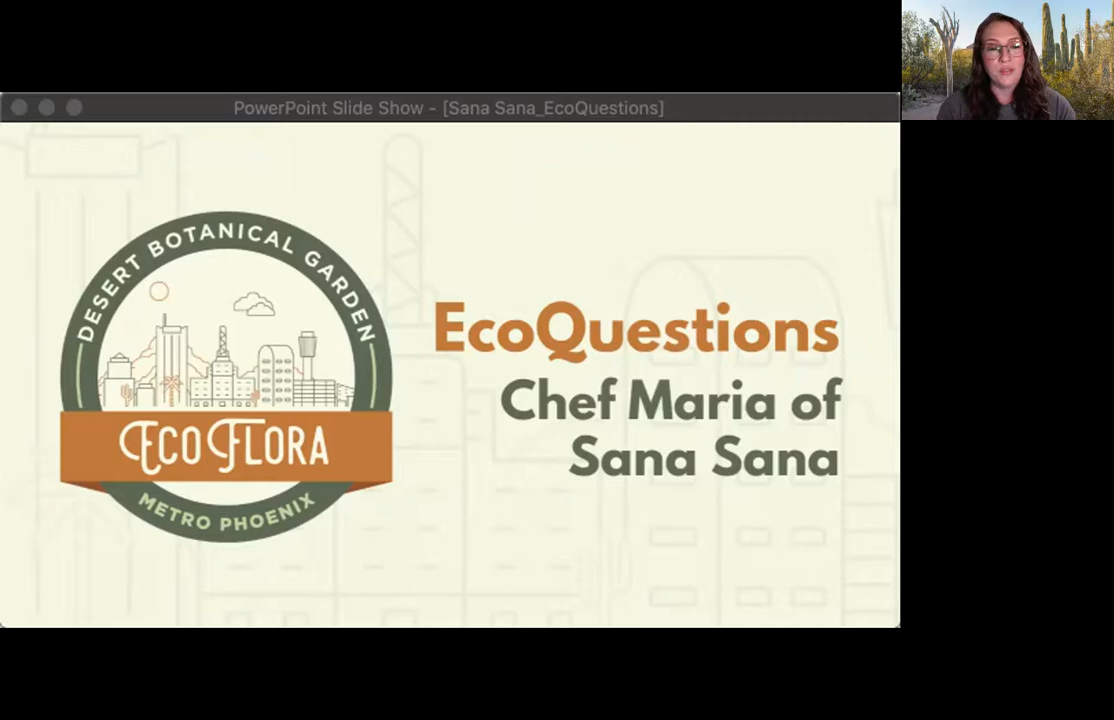 PowerPoint Slide Show - [Sana Sana_EcoQuestions]
DESERT BOTANICAL GARDEN
ECOFLORA
METRO PHOENIX
EcoQuestions
Chef Maria of
Sana Sana